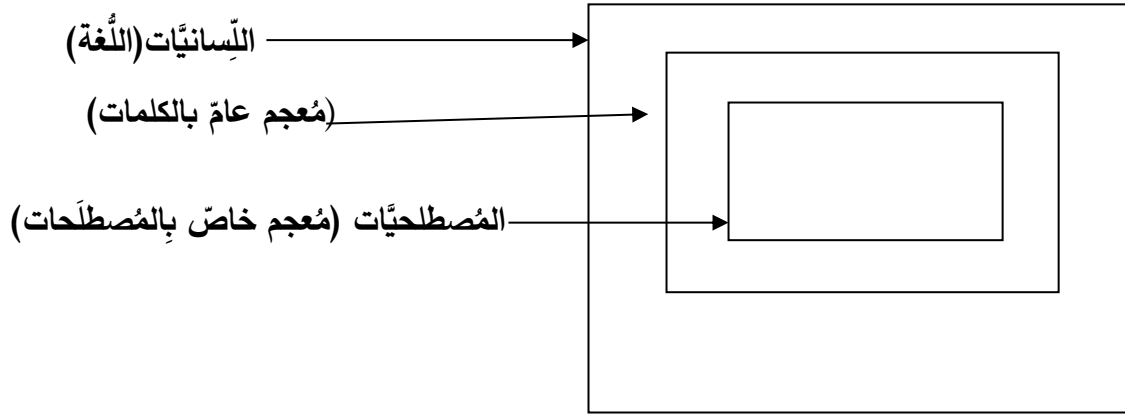 اللِّسانيَّات(اللُّغة)
(مُعجم عامّ بالكلمات)
المُصطلحيَّات (مُعجم خاصّ بِالمُصطلَحات)